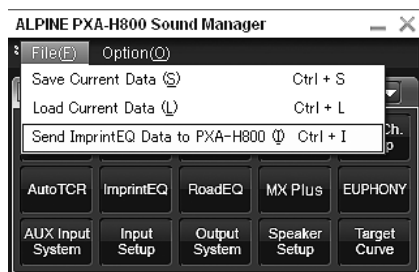 ALPINE PXA-H800 Sound Manager
File(F) Option(O)
Save Current Data (S) Ctrl + S
Load Current Data (L) Ctrl + L
Send ImprintEQ Data to PXA-H800 (I) Ctrl + I
Ch.
AutoTCR ImprintEQ RoadEQ MX Plus EUPHONY
AUX Input System Input Setup Output System Speaker Setup Target Curve